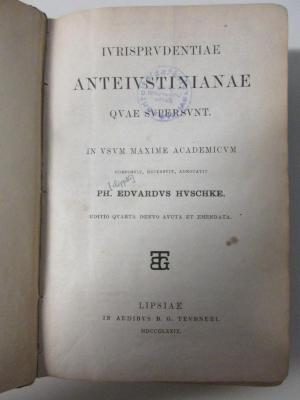 IVRISPRVDENTIAE
ANTEIVSTINIANAE
QVAE SVPERSVNT.
IN VSVM MAXIME ACADEMICVM
COMPOSVIT, RECENSVIT, ADNOTAVIT
PH. EDVARDVS HVSCHKE.
EDITIO QVARTA DENVO AVCTA ET EMENDATA.
BTG
LIPSIAE
IN AEDIBVS B. G. TEVBNERI.
MDCCCLXXIX.